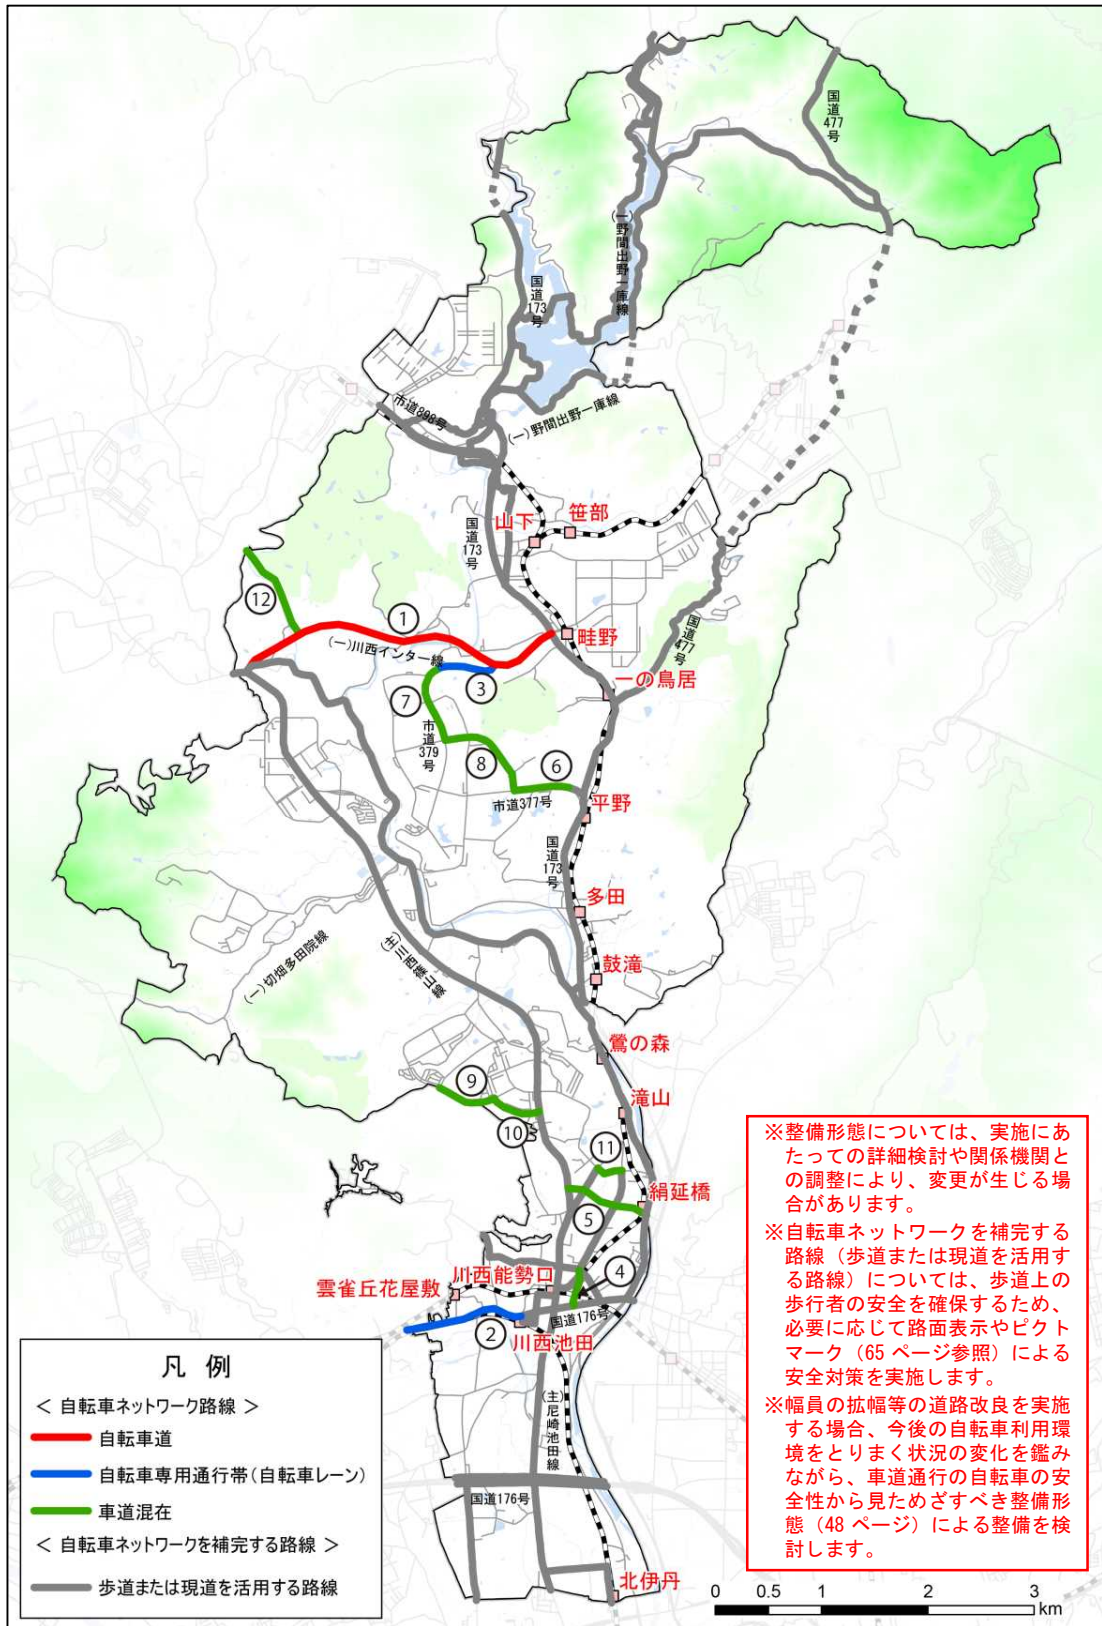 国道477号
(一)野間出野一庫線
国道173号
市道898号
(一)野間出野一庫線
笹部
山下
国道173号
⑫
①
畦野
国道477号
(一)川西インター線
③
一の鳥居
⑦
市道379号
⑧
⑥
市道377号
平野
国道173号
多田
(主)川西篠山線
(一)切畑多田院線
鼓滝
鶯の森
⑨
滝山
⑩
⑪
絹延橋
⑤
川西能勢口
④
雲雀丘花屋敷
国道176号
②
川西池田
(主)尼崎池田線
国道176号
北伊丹
※整備形態については、実施にあ
たっての詳細検討や関係機関と
の調整により、変更が生じる場
合があります。
※自転車ネットワークを補完する
路線（歩道または現道を活用す
る路線）については、歩道上の
歩行者の安全を確保するため、
必要に応じて路面表示やピクト
マーク（65 ページ参照）による
安全対策を実施します。
※幅員の拡幅等の道路改良を実施
する場合、今後の自転車利用環
境をとりまく状況の変化を鑑み
ながら、車道通行の自転車の安
全性から見ためざすべき整備形
態（48 ページ）による整備を検
討します。
凡 例
＜ 自転車ネットワーク路線 ＞
自転車道
自転車専用通行帯(自転車レーン)
車道混在
＜ 自転車ネットワークを補完する路線 ＞
歩道または現道を活用する路線
0 0.5 1 2 3
km